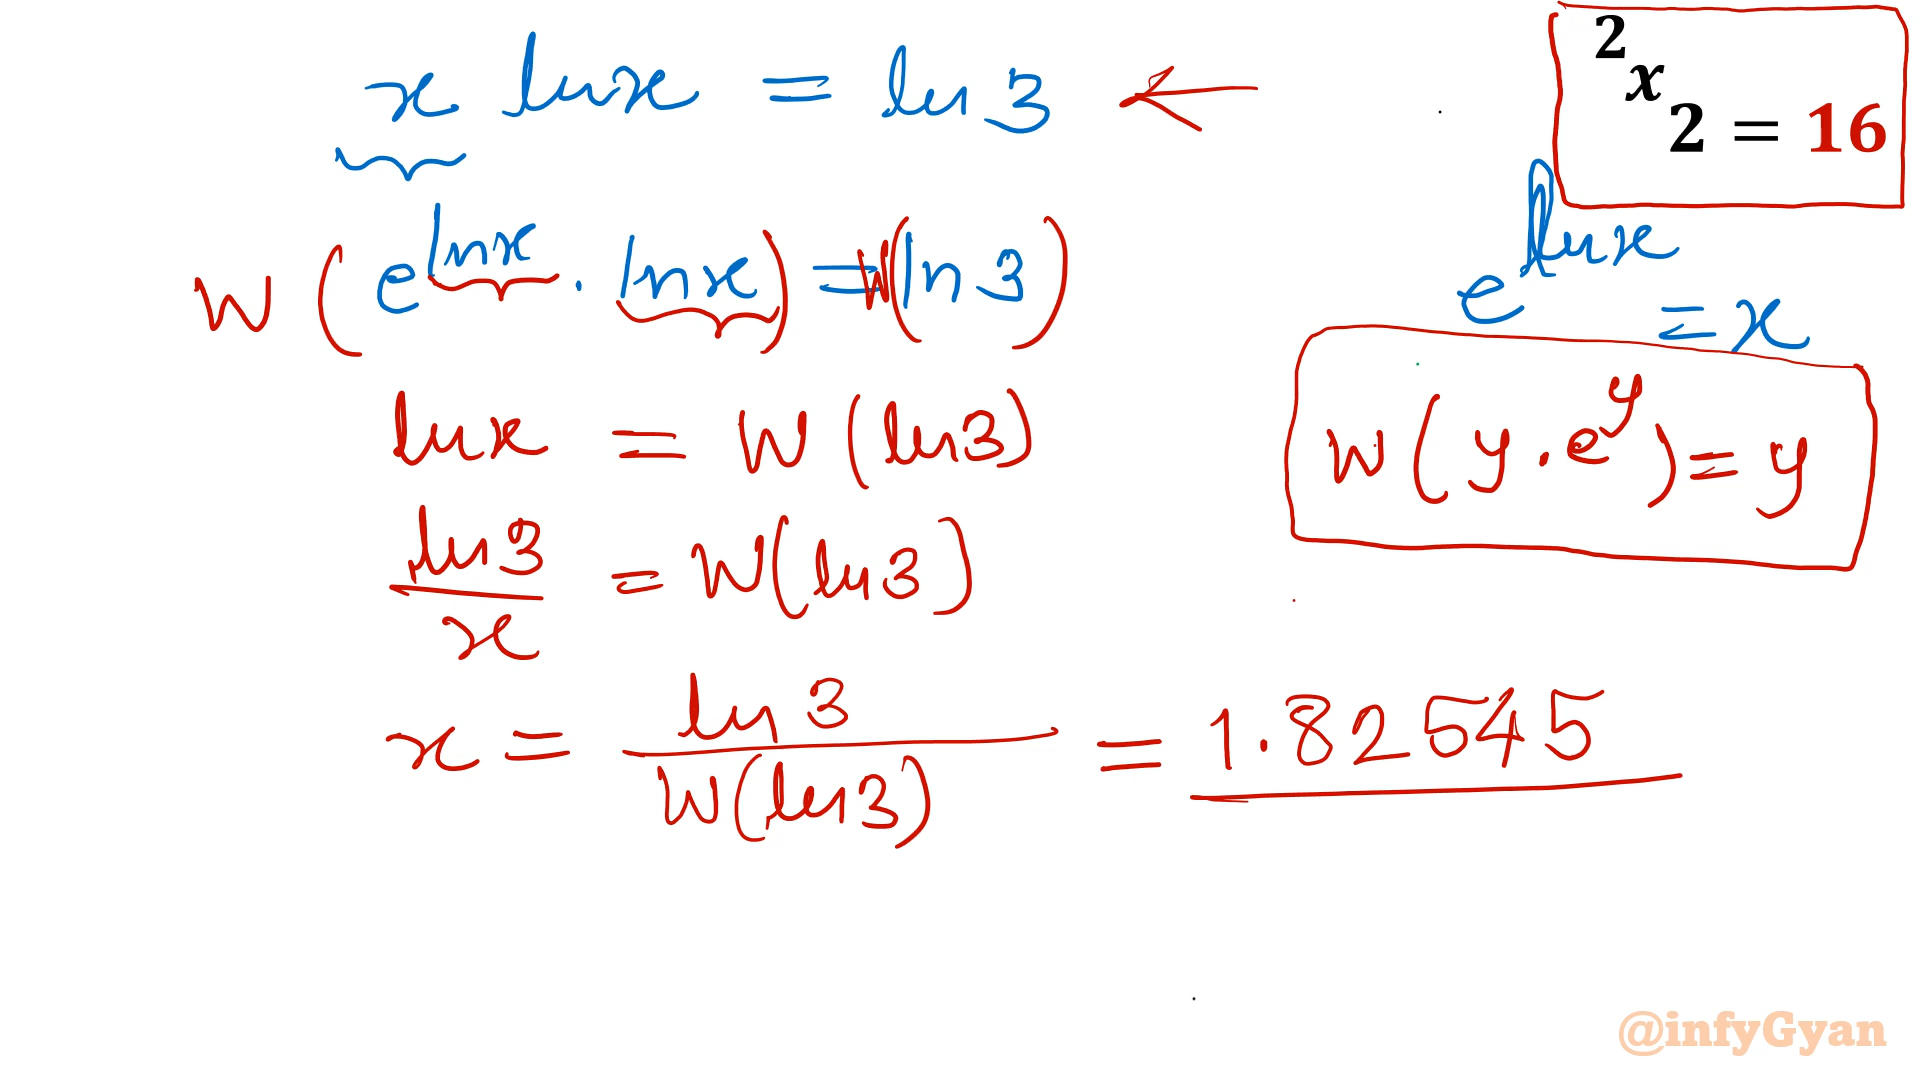 x ln x = ln 3
²x2 = 16
e^{ln x} = x
W(e^{ln x} · ln x) = W(ln 3)
W(y · e^y) = y
ln x = W(ln 3)
ln 3 / x = W(ln 3)
x = ln 3 / W(ln 3) = 1.82545
@infyGyan